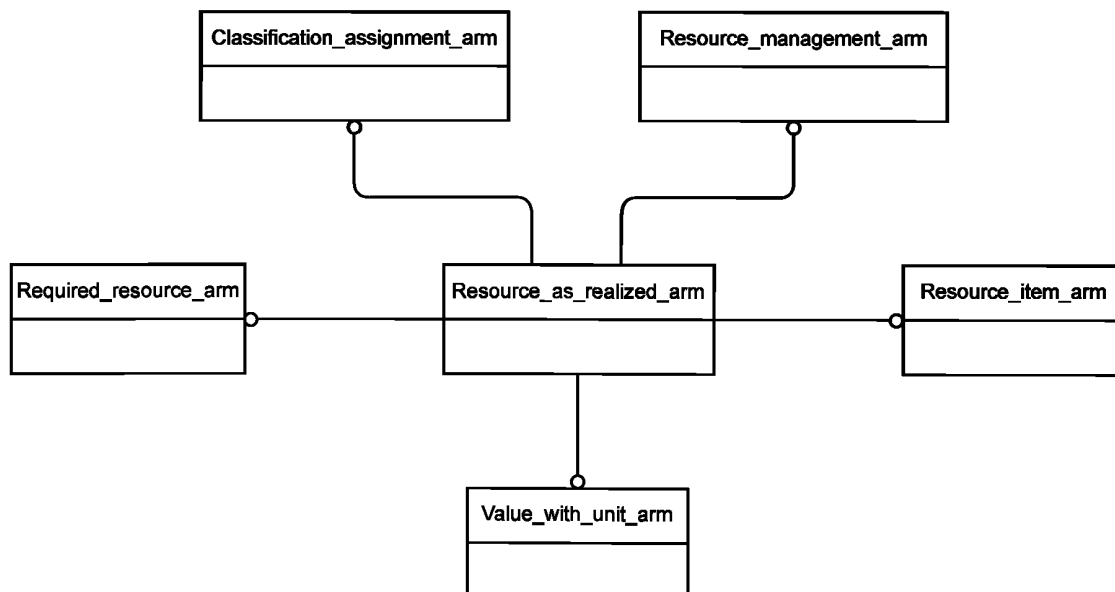 Classification_assignment_arm
Resource_management_arm
Required_resource_arm
Resource_as_realized_arm
Resource_item_arm
Value_with_unit_arm